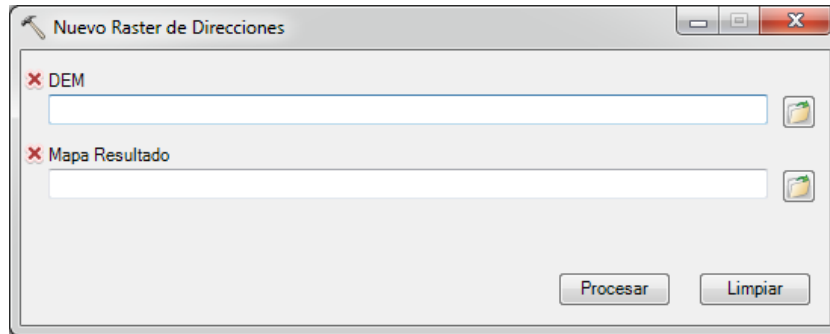 Nuevo Raster de Direcciones
DEM
Mapa Resultado
Procesar
Limpiar